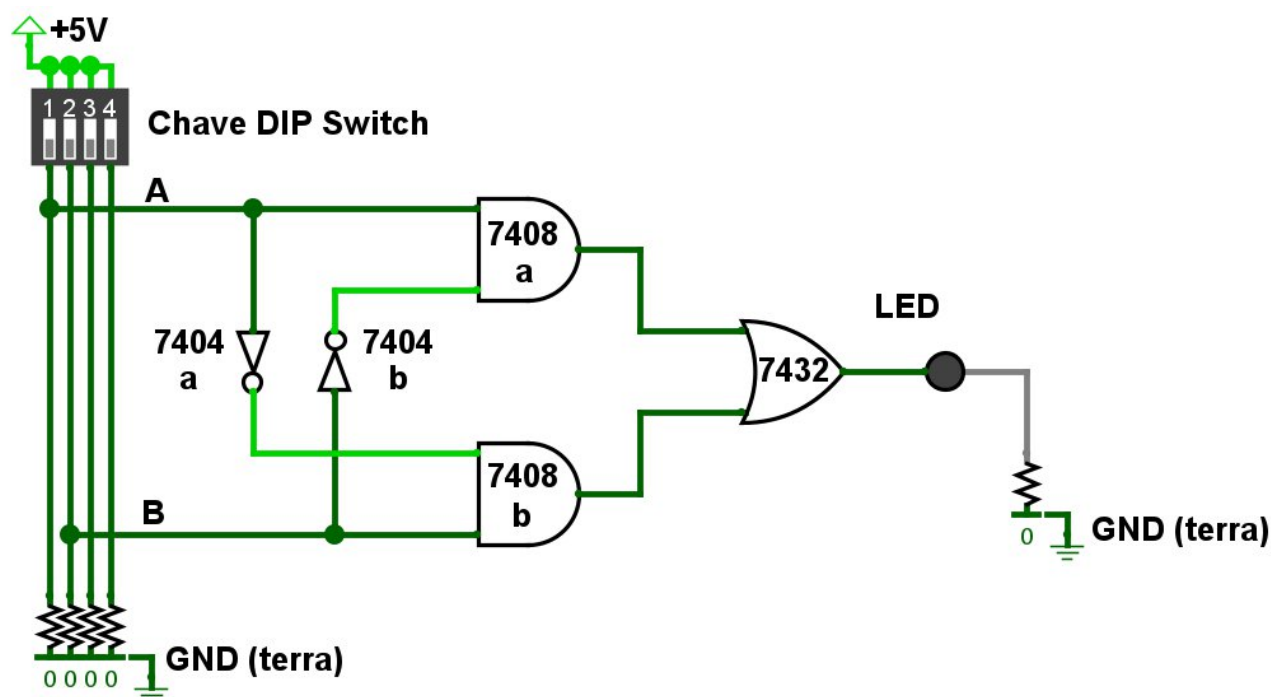 +5V
1 2 3 4
Chave DIP Switch
A
7408
a
LED
7404
a
7404
b
7432
7408
b
B
GND (terra)
0
GND (terra)
0 0 0 0